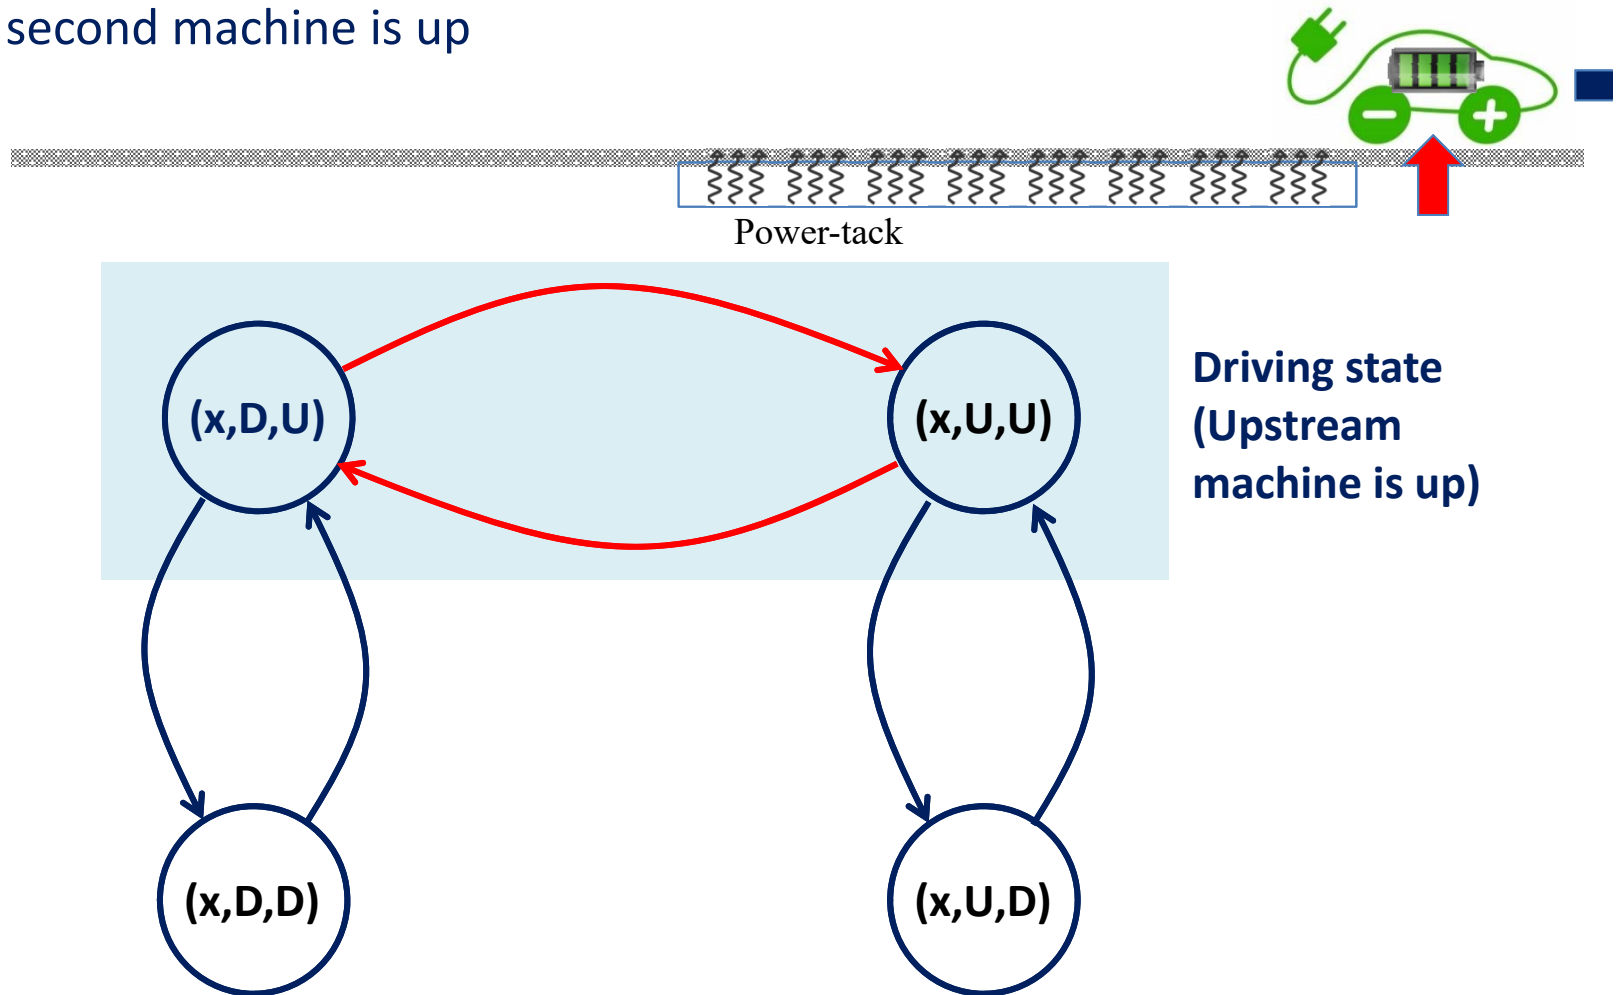 second machine is up
Power-tack
(x,D,U)
(x,U,U)
Driving state
(Upstream
machine is up)
(x,D,D)
(x,U,D)